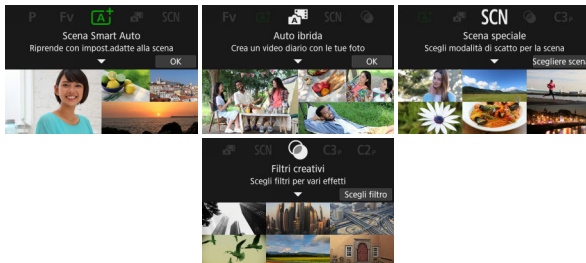 P Fv A+ SCN
Scena Smart Auto
Riprende con impost.adatte alla scena
OK
Fv A+ SCN
Auto ibrida
Crea un video diario con le tue foto
OK
A+ SCN C3
Scena speciale
Scegli modalità di scatto per la scena
Scegliere scena
SCN C3 C2
Filtri creativi
Scegli filtri per vari effetti
Scegli filtro